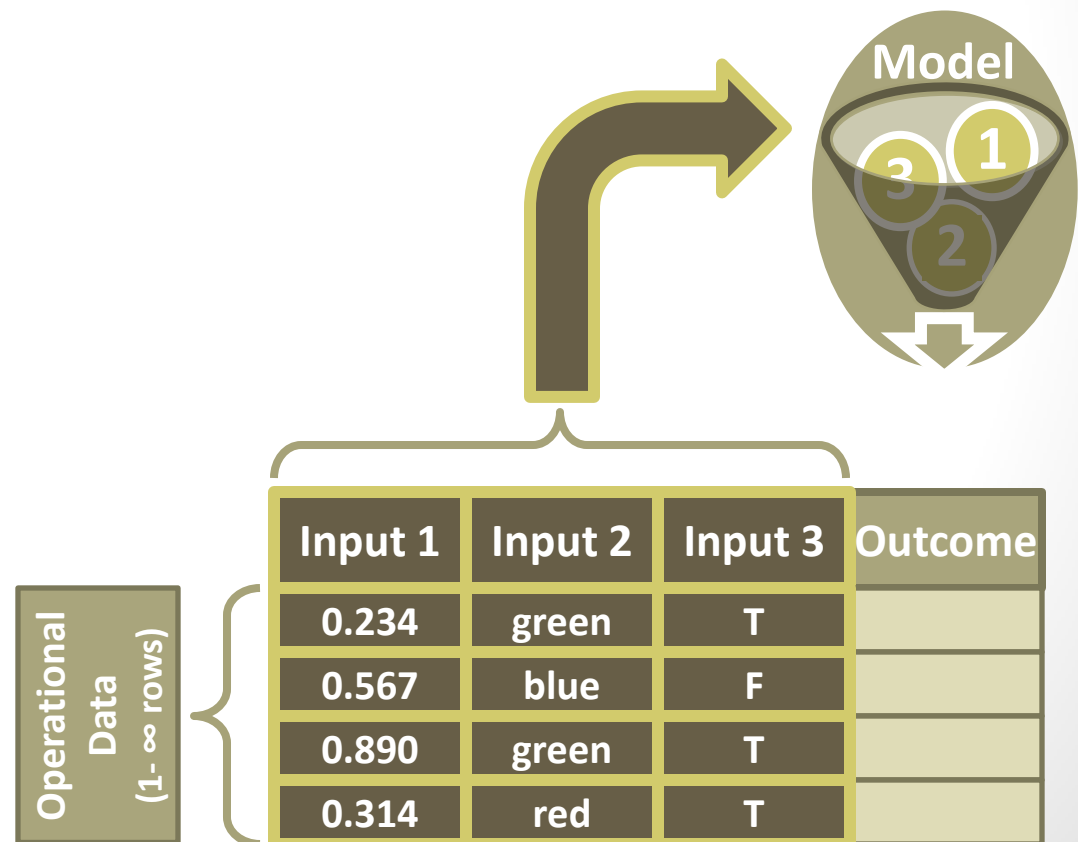 Model
1
3
2
Input 1 Input 2 Input 3 Outcome
0.234 green T
0.567 blue F
0.890 green T
0.314 red T
Operational
Data
(1- ∞ rows)